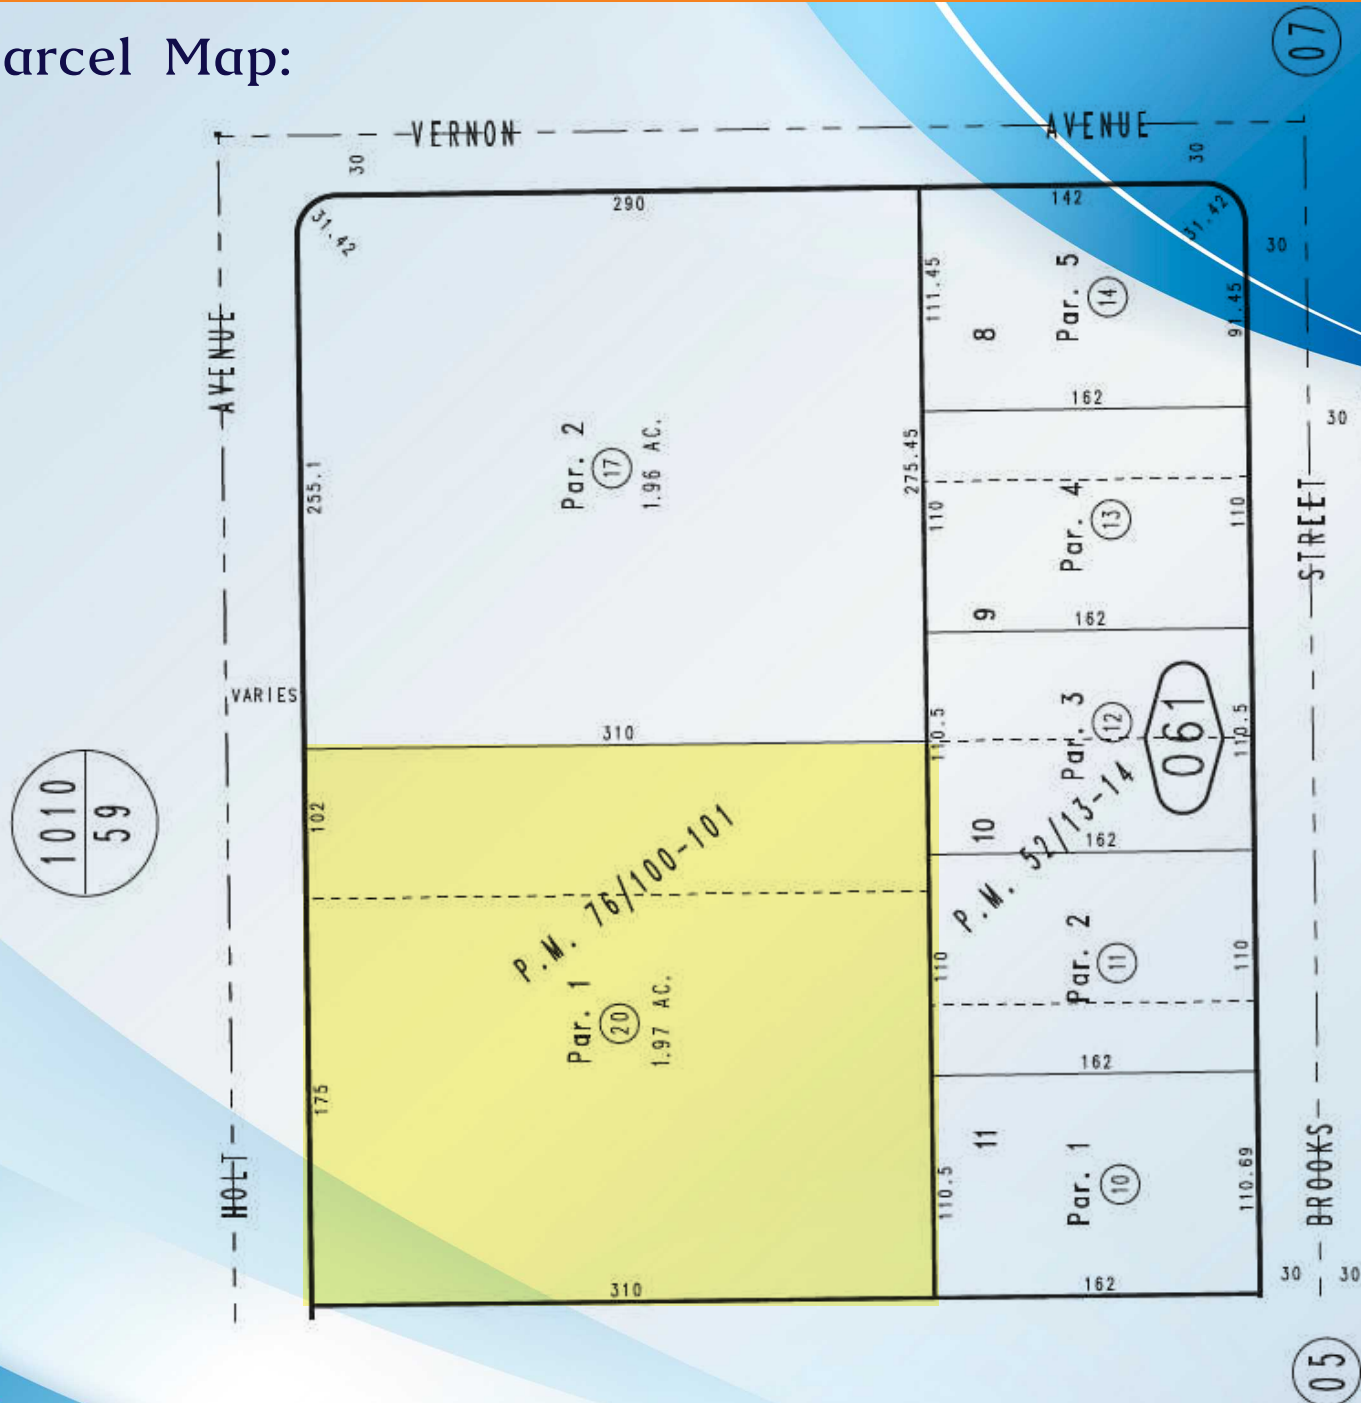 arcel Map:
07
VERNON AVENUE
30
30
290
142
31.42
31.42
30
AVENUE
111.45
8
Par. 5
14
91.45
162
30
255.1
Par. 2
17
1.96 AC.
275.45
110
Par. 4
13
110
STREET
9
162
VARIES
310
110.5
Par. 3
12
061
110.5
1010
59
102
P.M. 76/100-101
10
P.M. 52/13-14
162
Par. 1
20
1.97 AC.
110
Par. 2
11
110
162
175
11
HOLT
110.5
Par. 1
10
110.69
BROOKS
310
162
30
30
05